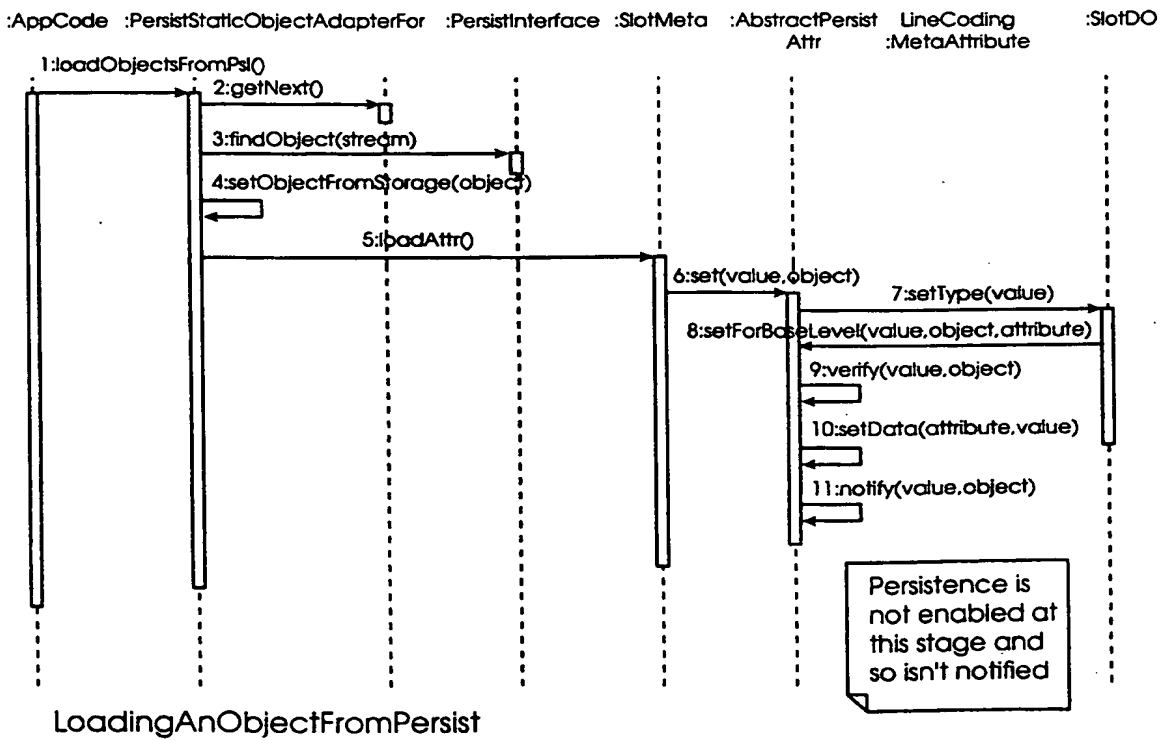 :AppCode :PersistStaticObjectAdapterFor :PersistInterface :SlotMeta :AbstractPersist Attr LineCoding :MetaAttribute :SlotDO
1:loadObjectsFromPsl()
2:getNext()
3:findObject(stream)
4:setObjectFromStorage(object)
5:loadAttr()
6:set(value,object)
7:setType(value)
8:setForBaseLevel(value,object,attribute)
9:verify(value,object)
10:setData(attribute,value)
11:notify(value,object)
Persistence is
not enabled at
this stage and
so isn't notified
LoadingAnObjectFromPersist